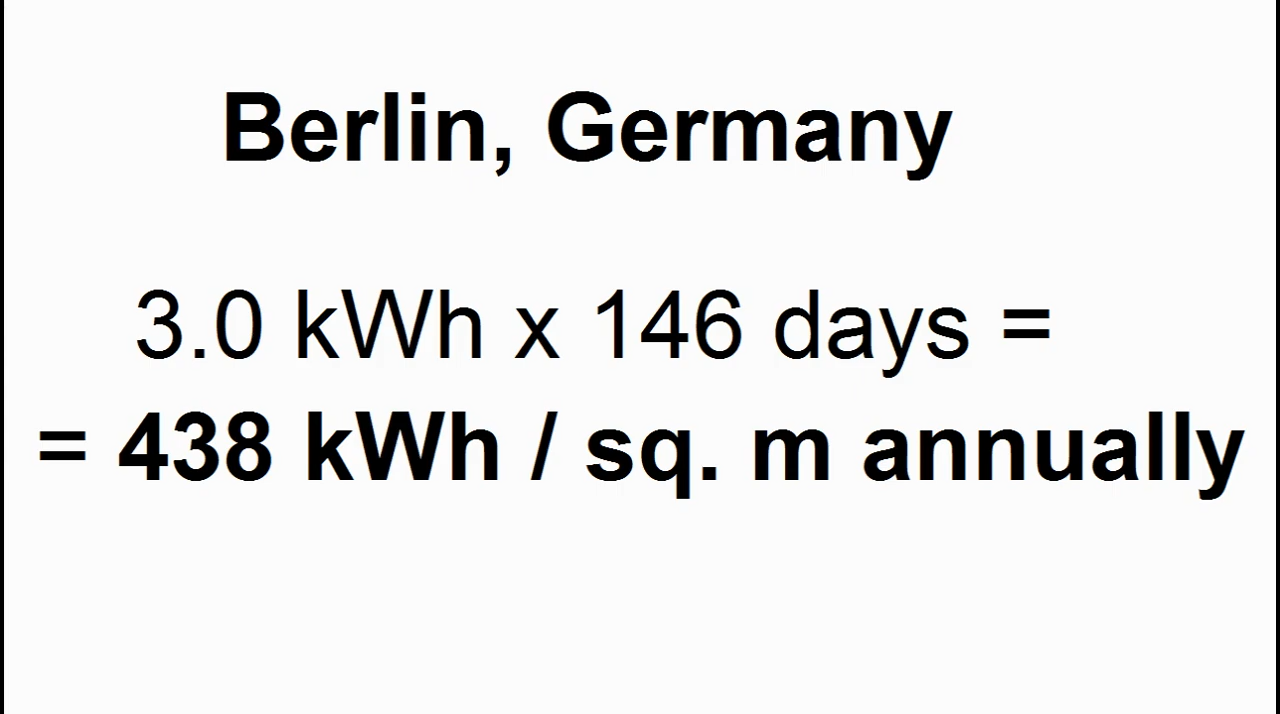 Berlin, Germany
3.0 kWh x 146 days =
= 438 kWh / sq. m annually